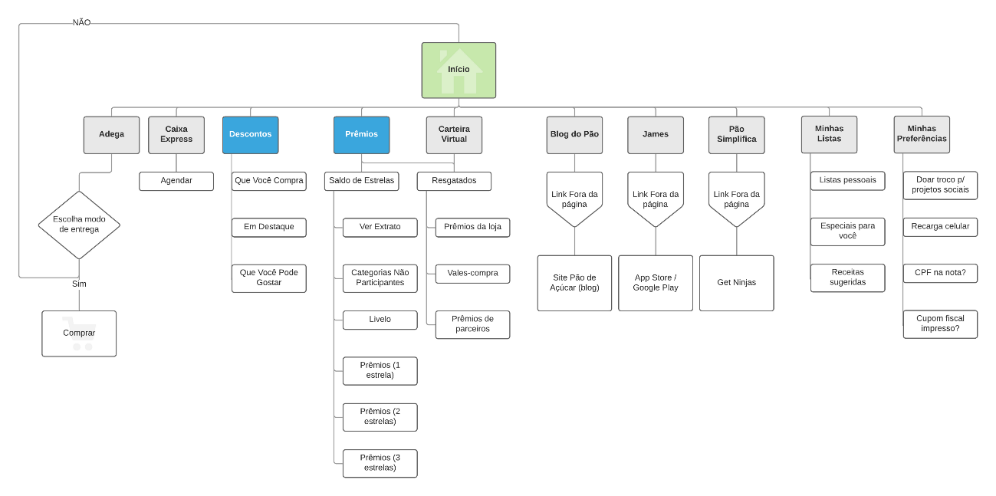 NÃO
Início
Adega
Caixa
Express
Descontos
Prêmios
Carteira
Virtual
Blog do Pão
James
Pão
Simplifica
Minhas
Listas
Minhas
Preferências
Agendar
Que Você Compra
Saldo de Estrelas
Resgatados
Link Fora da
página
Link Fora da
página
Link Fora da
página
Listas pessoais
Doar troco p/
projetos sociais
Escolha modo
de entrega
Em Destaque
Ver Extrato
Prêmios da loja
Especiais para
você
Recarga celular
Sim
Que Você Pode
Gostar
Categorias Não
Participantes
Vales-compra
Site Pão de
Açúcar (blog)
App Store /
Google Play
Get Ninjas
Receitas
sugeridas
CPF na nota?
Comprar
Livelo
Prêmios de
parceiros
Cupom fiscal
impresso?
Prêmios (1
estrela)
Prêmios (2
estrelas)
Prêmios (3
estrelas)